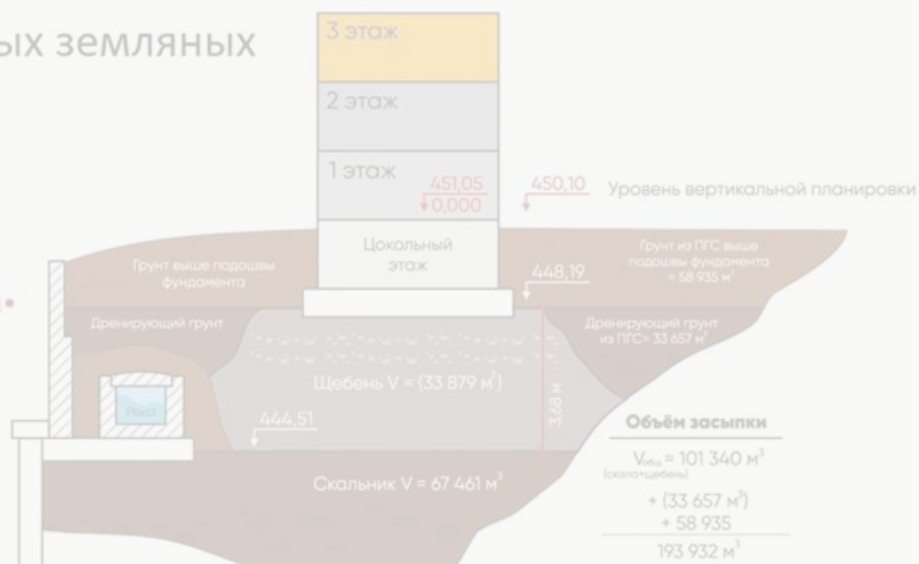 ых земляных
3 этаж
2 этаж
1 этаж
451,05
0,000
450,10
Уровень вертикальной планировки
Цокольный
этаж
Грунт выше подошвы
фундамента
Грунт из ПГС выше
подошвы фундамента
= 58 935 м³
448,19
Дренирующий грунт
Дренирующий грунт
из ПГС= 33 657 м³
Щебень V = (33 879 м³)
3,68 м
Река
444,51
Скальник V = 67 461 м³
Объём засыпки
Vобщ = 101 340 м³
(скала+щебень)
+ (33 657 м³)
+ 58 935
193 932 м³